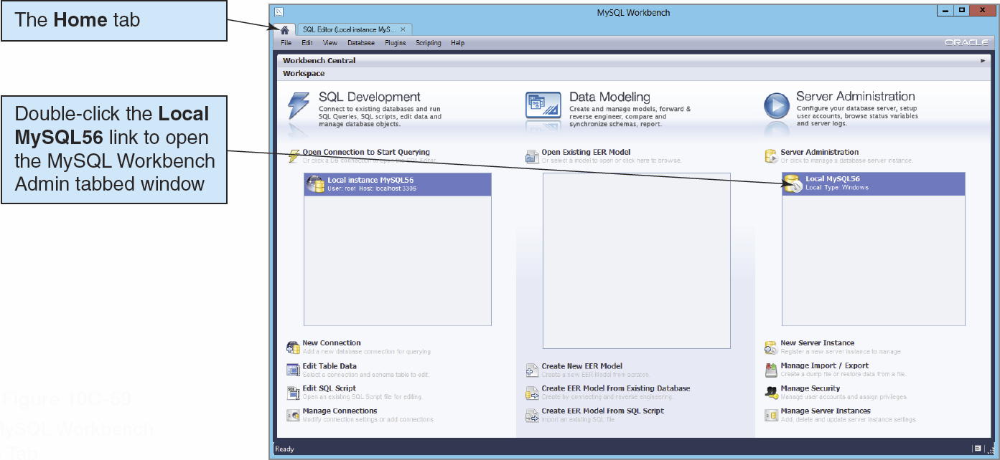 The Home tab
Double-click the Local
MySQL56 link to open
the MySQL Workbench
Admin tabbed window
Figure 10C-59
MySQL Workbench
Tab
MySQL Workbench
SQL Editor (Local instance MyS...
File Edit View Database Plugins Scripting Help
ORACLE
Workbench Central
Workspace
SQL Development
Connect to existing databases and run
SQL Queries, SQL scripts, edit data and
manage database objects.
Open Connection to Start Querying
Or click a DB connection to open the SQL Editor.
Local instance MySQL56
User: root Host: localhost:3306
New Connection
Add a new database connection for querying.
Edit Table Data
Select a connection and schema table to edit.
Edit SQL Script
Open an existing SQL Script file for editing.
Manage Connections
Modify connection settings or add connections.
Data Modeling
Create and manage models, forward &
reverse engineer, compare and
synchronize schemas, report.
Open Existing EER Model
Or select a model to open or click here to browse.
Create New EER Model
Create a new EER Model from scratch.
Create EER Model From Existing Database
Create by connecting and reverse engineering.
Create EER Model From SQL Script
Import an existing SQL file.
Server Administration
Configure your database server, setup
user accounts, browse status variables
and server logs.
Server Administration
Or click to manage a database server instance.
Local MySQL56
Local Type: Windows
New Server Instance
Register a new server instance to manage.
Manage Import / Export
Create a dump file or restore data from a file.
Manage Security
Manage user accounts and assign privileges.
Manage Server Instances
Add, delete and update server instance settings.
Ready